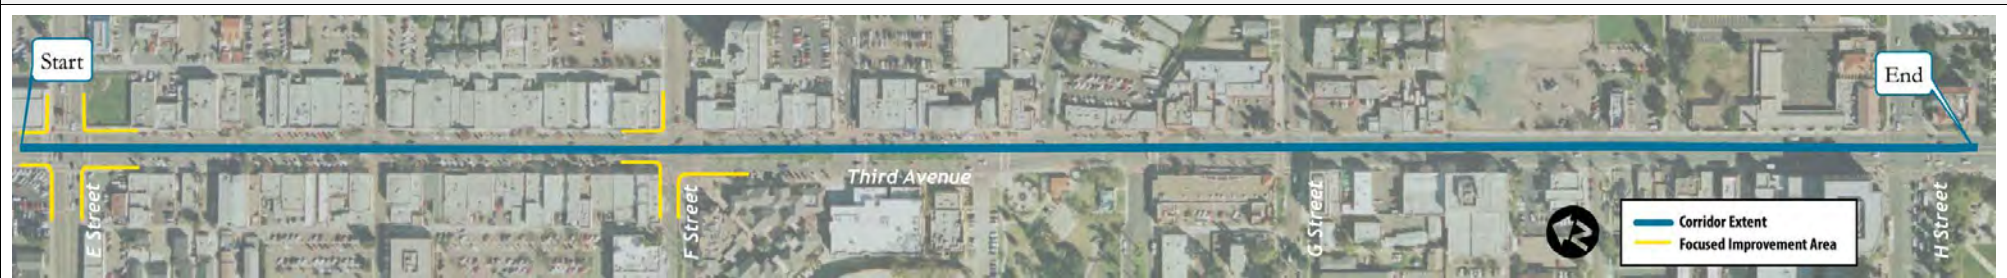 Start
End
Third Avenue
E Street
F Street
G Street
H Street
N
Corridor Extent
Focused Improvement Area